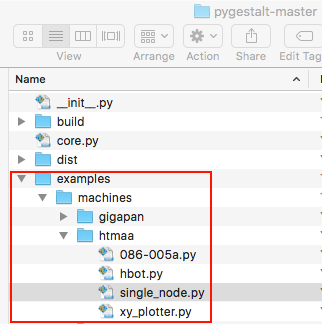 pygestalt-master
View
Arrange
Action
Share
Edit Tag
Name
__init__.py
build
core.py
dist
examples
machines
gigapan
htmaa
086-005a.py
hbot.py
single_node.py
xy_plotter.py